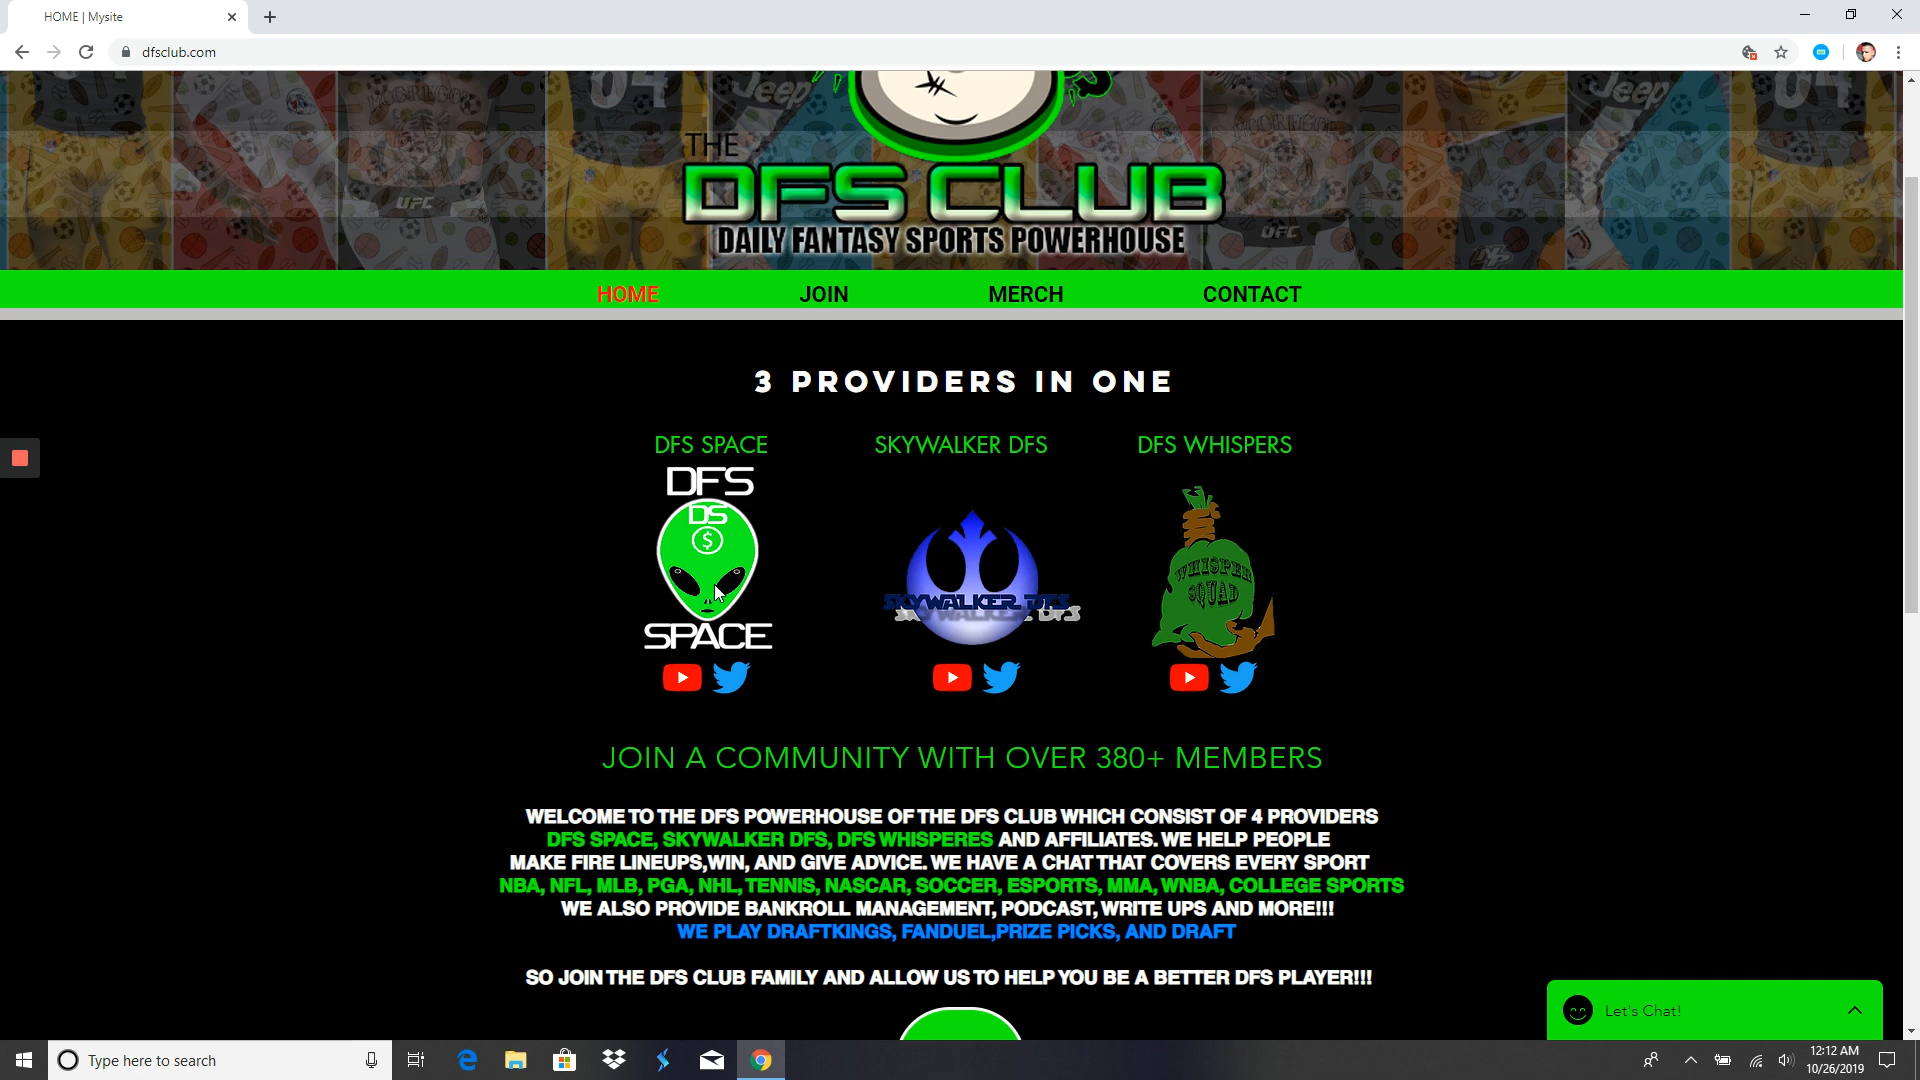 HOME | Mysite
dfsclub.com
Jeep
Jeep
04
UFC
UFC
THE
DFS CLUB
DAILY FANTASY SPORTS POWERHOUSE
HOME JOIN MERCH CONTACT
3 PROVIDERS IN ONE
DFS SPACE SKYWALKER DFS DFS WHISPERS
DFS
DS
$
SPACE
SKYWALKER DFS
WHISPER
SQUAD
JOIN A COMMUNITY WITH OVER 380+ MEMBERS
WELCOME TO THE DFS POWERHOUSE OF THE DFS CLUB WHICH CONSIST OF 4 PROVIDERS
DFS SPACE, SKYWALKER DFS, DFS WHISPERES AND AFFILIATES. WE HELP PEOPLE
MAKE FIRE LINEUPS,WIN, AND GIVE ADVICE. WE HAVE A CHAT THAT COVERS EVERY SPORT
NBA, NFL, MLB, PGA, NHL, TENNIS, NASCAR, SOCCER, ESPORTS, MMA, WNBA, COLLEGE SPORTS
WE ALSO PROVIDE BANKROLL MANAGEMENT, PODCAST, WRITE UPS AND MORE!!!
WE PLAY DRAFTKINGS, FANDUEL,PRIZE PICKS, AND DRAFT
SO JOIN THE DFS CLUB FAMILY AND ALLOW US TO HELP YOU BE A BETTER DFS PLAYER!!!
Let's Chat!
Type here to search
12:12 AM
10/26/2019